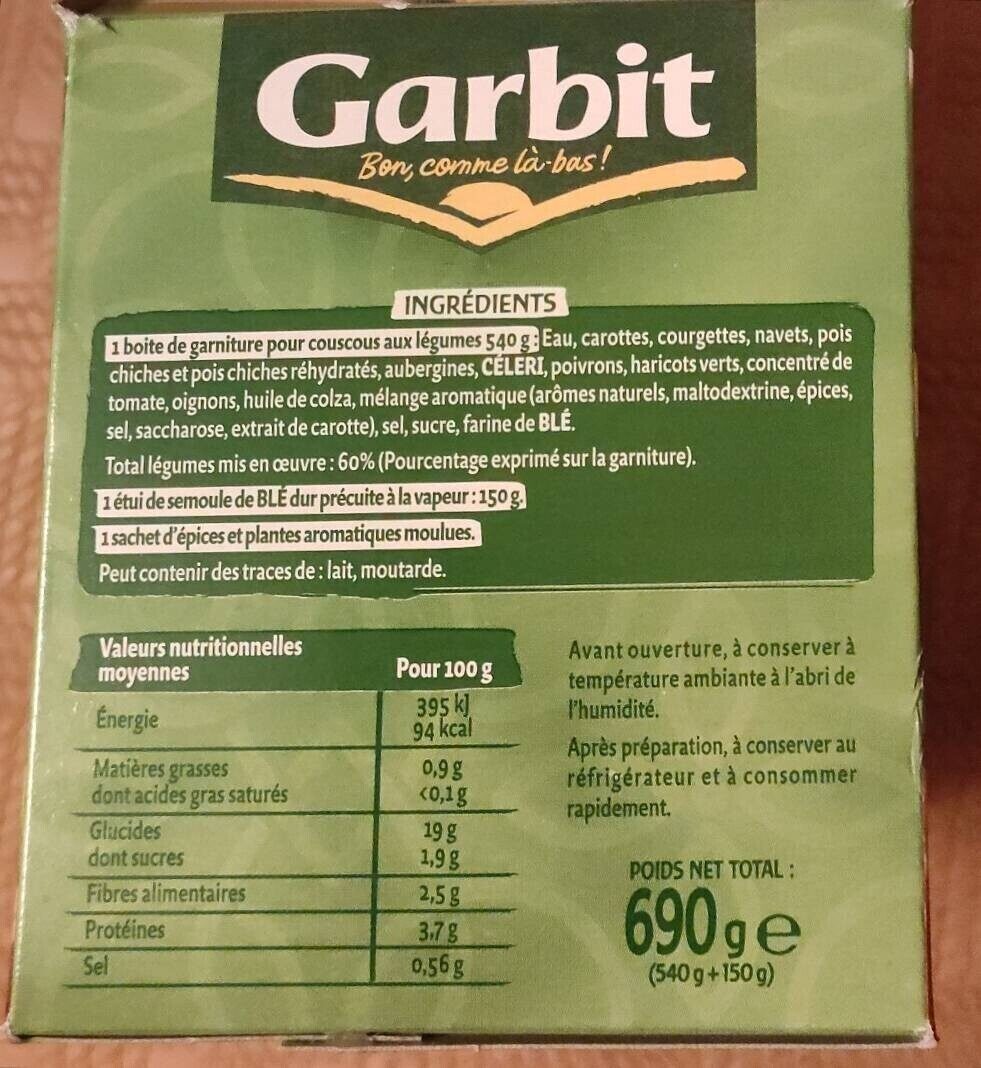 Garbit
Bon, comme là-bas!
INGRÉDIENTS
1 boite de garniture pour couscous aux légumes 540 g : Eau, carottes, courgettes, navets, pois
chiches et pois chiches réhydratés, aubergines, CÉLERI, poivrons, haricots verts, concentré de
tomate, oignons, huile de colza, mélange aromatique (arômes naturels, maltodextrine, épices,
sel, saccharose, extrait de carotte), sel, sucre, farine de BLÉ.
Total légumes mis en œuvre : 60% (Pourcentage exprimé sur la garniture).
1 étui de semoule de BLÉ dur précuite à la vapeur : 150 g.
1 sachet d'épices et plantes aromatiques moulues.
Peut contenir des traces de : lait, moutarde.
Valeurs nutritionnelles
moyennes
Pour 100 g
Énergie
395 kJ
94 kcal
Matières grasses 0,9 g
dont acides gras saturés <0,1 g
Glucides 19 g
dont sucres 1,9 g
Fibres alimentaires 2,5 g
Protéines 3,7 g
Sel 0,56 g
Avant ouverture, à conserver à
température ambiante à l'abri de
l'humidité.
Après préparation, à conserver au
réfrigérateur et à consommer
rapidement.
POIDS NET TOTAL :
690 g e
(540 g + 150 g)